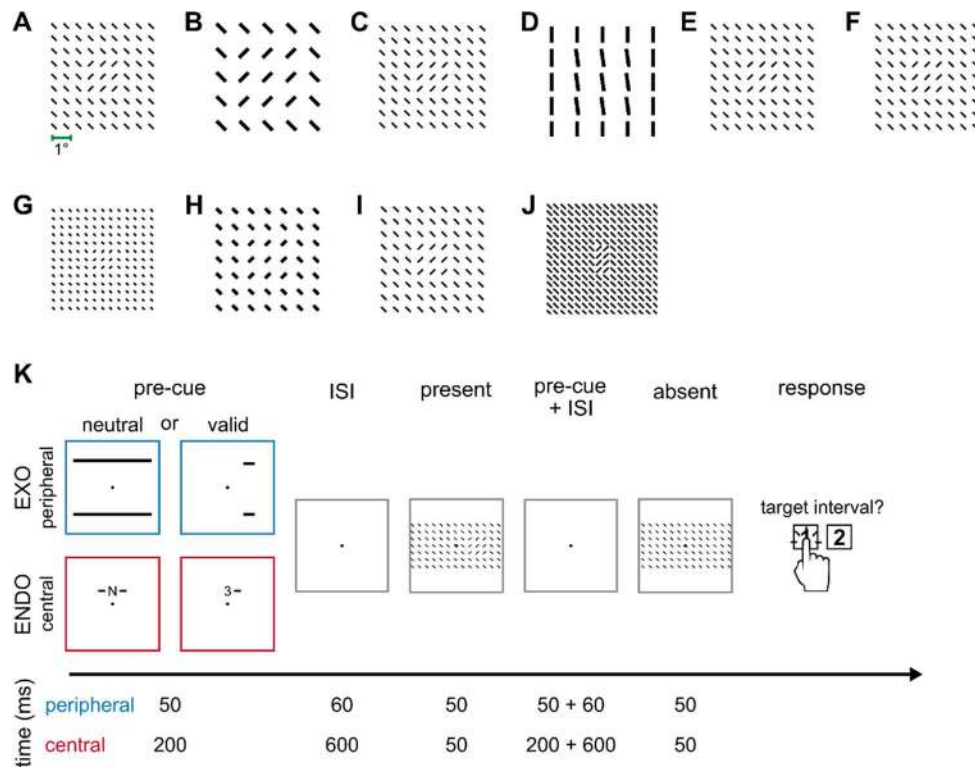 A B C D E F
1°
G H I J
K
pre-cue ISI present pre-cue + ISI absent response
neutral or valid
EXO
peripheral
target interval?
1 2
ENDO
central
-N- 3-
time (ms)
peripheral 50 60 50 50 + 60 50
central 200 600 50 200 + 600 50